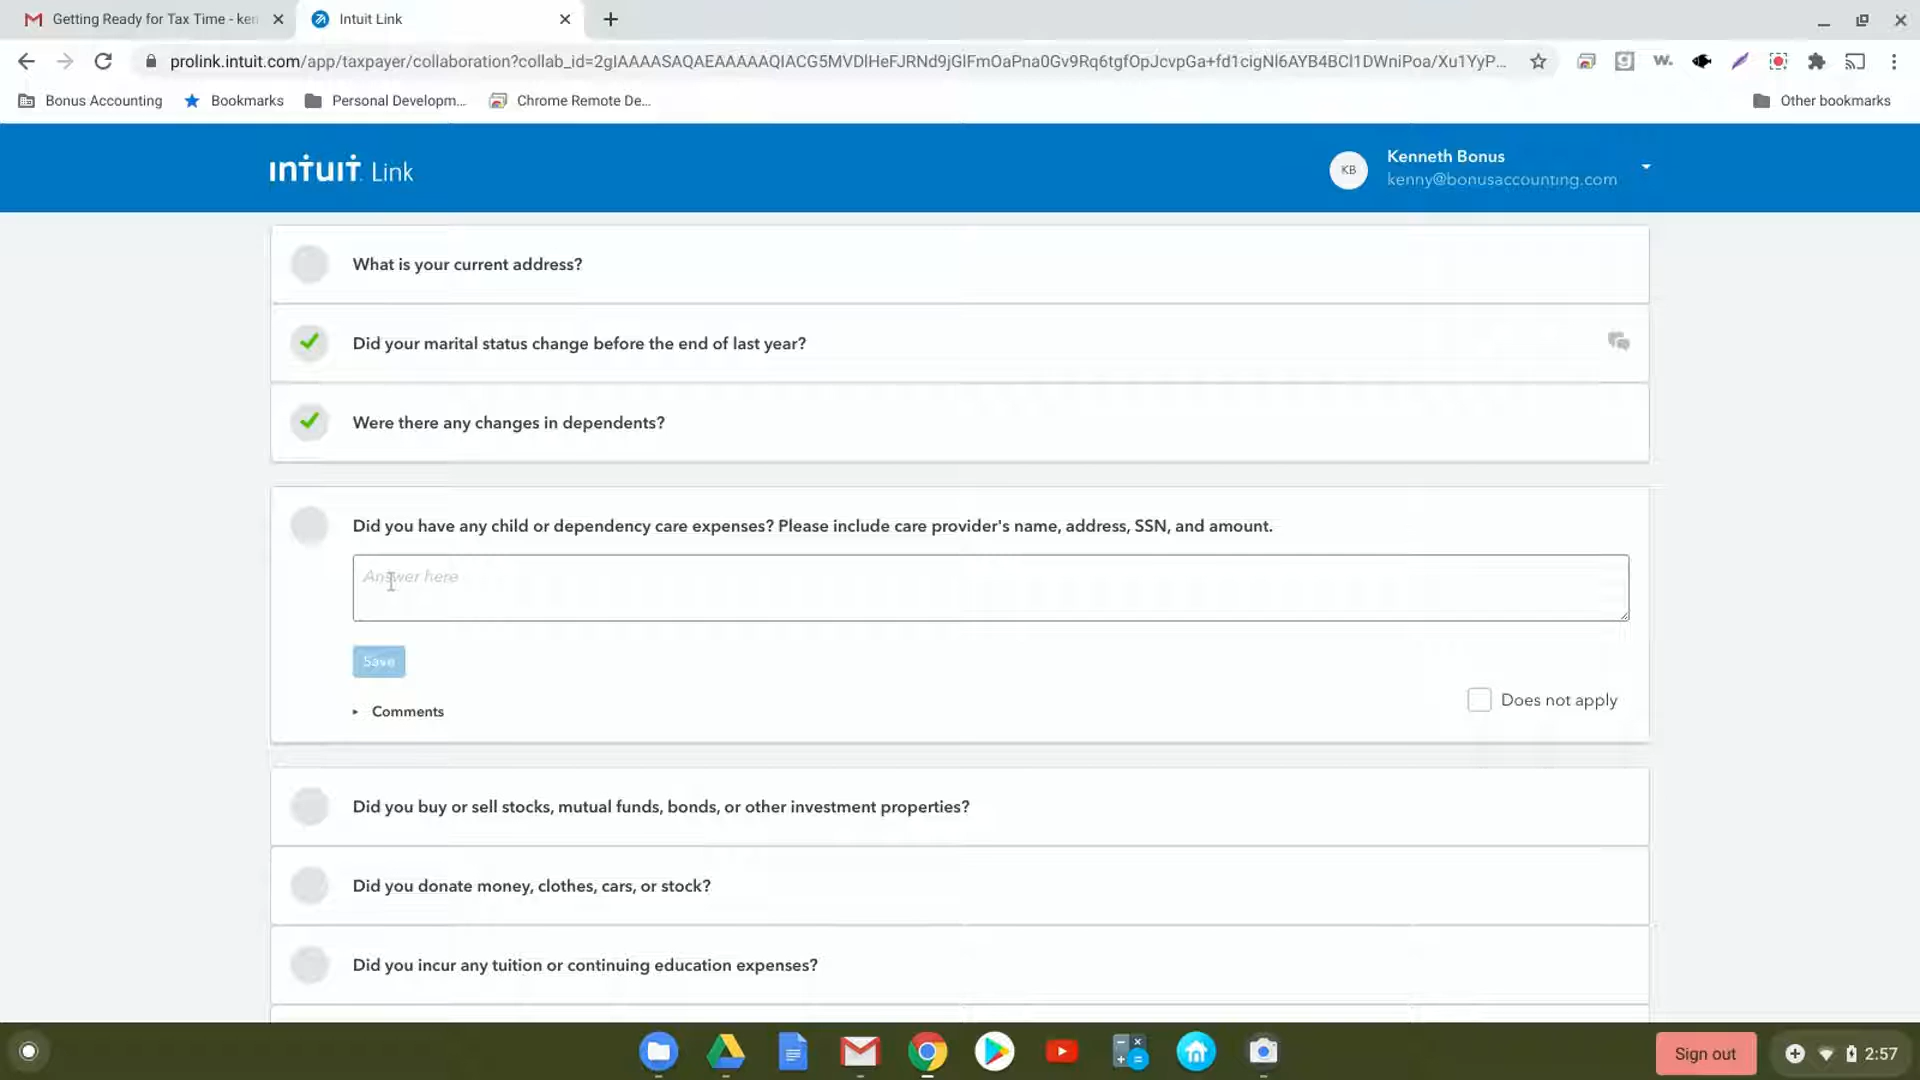 Getting Ready for Tax Time - ken
Intuit Link
prolink.intuit.com/app/taxpayer/collaboration?collab_id=2gIAAAASAQAEAAAAAQIACG5MVDlHeFJRNd9jGlFmOaPna0Gv9Rq6tgfOpJcvpGa+fd1cigNl6AYB4BCl1DWniPoa/Xu1YyP...
Bonus Accounting
Bookmarks
Personal Developm...
Chrome Remote De...
Other bookmarks
INTUIT Link
KB
Kenneth Bonus
kenny@bonusaccounting.com
What is your current address?
Did your marital status change before the end of last year?
Were there any changes in dependents?
Did you have any child or dependency care expenses? Please include care provider's name, address, SSN, and amount.
Answer here
Save
Comments
Does not apply
Did you buy or sell stocks, mutual funds, bonds, or other investment properties?
Did you donate money, clothes, cars, or stock?
Did you incur any tuition or continuing education expenses?
Sign out
2:57